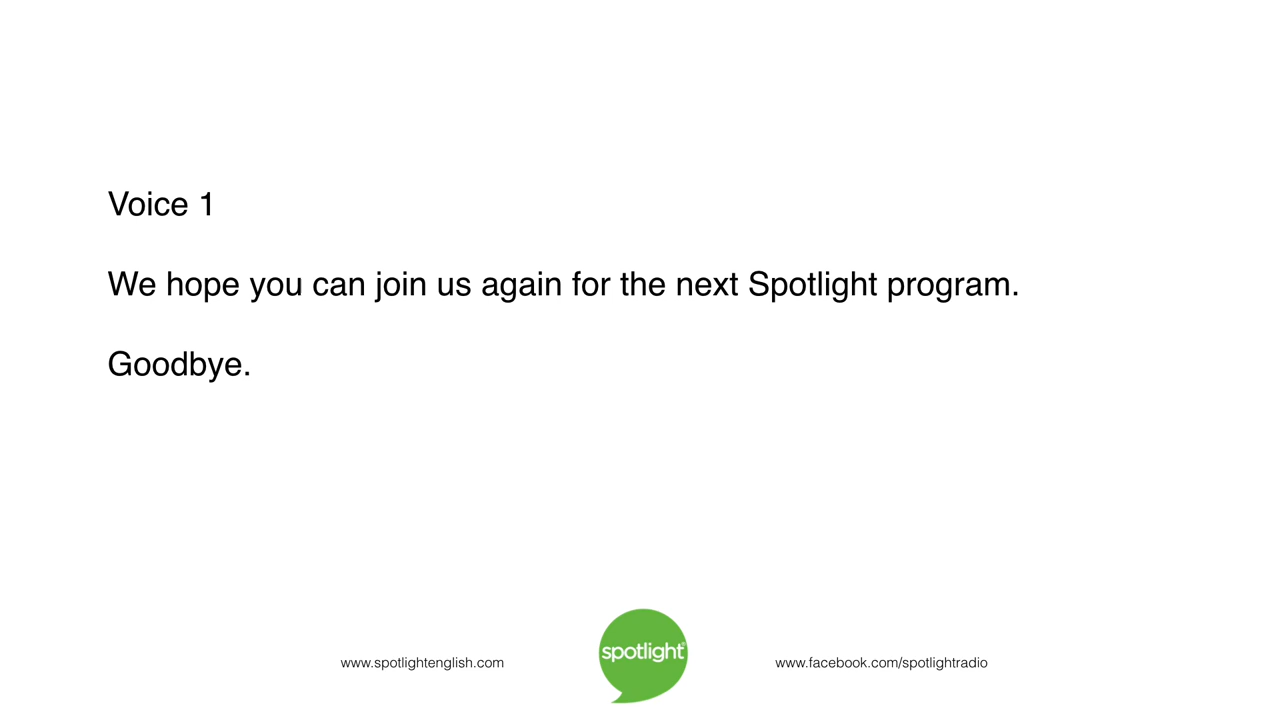 Voice 1
We hope you can join us again for the next Spotlight program.
Goodbye.
www.spotlightenglish.com
spotlight®
www.facebook.com/spotlightradio